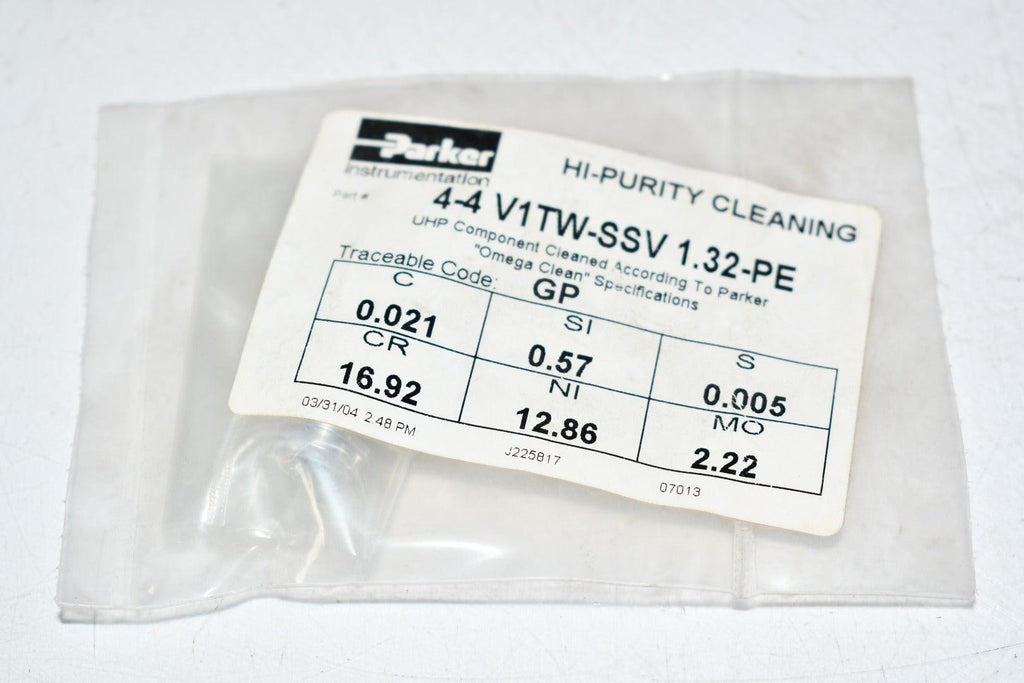 Parker
Instrumentation
HI-PURITY CLEANING
Part #
4-4 V1TW-SSV 1.32-PE
UHP Component Cleaned According To Parker
"Omega Clean" Specifications
Traceable Code: GP
C SI S
0.021 0.57 0.005
CR NI MO
16.92 12.86 2.22
03/31/04 2:48 PM J225817 07013